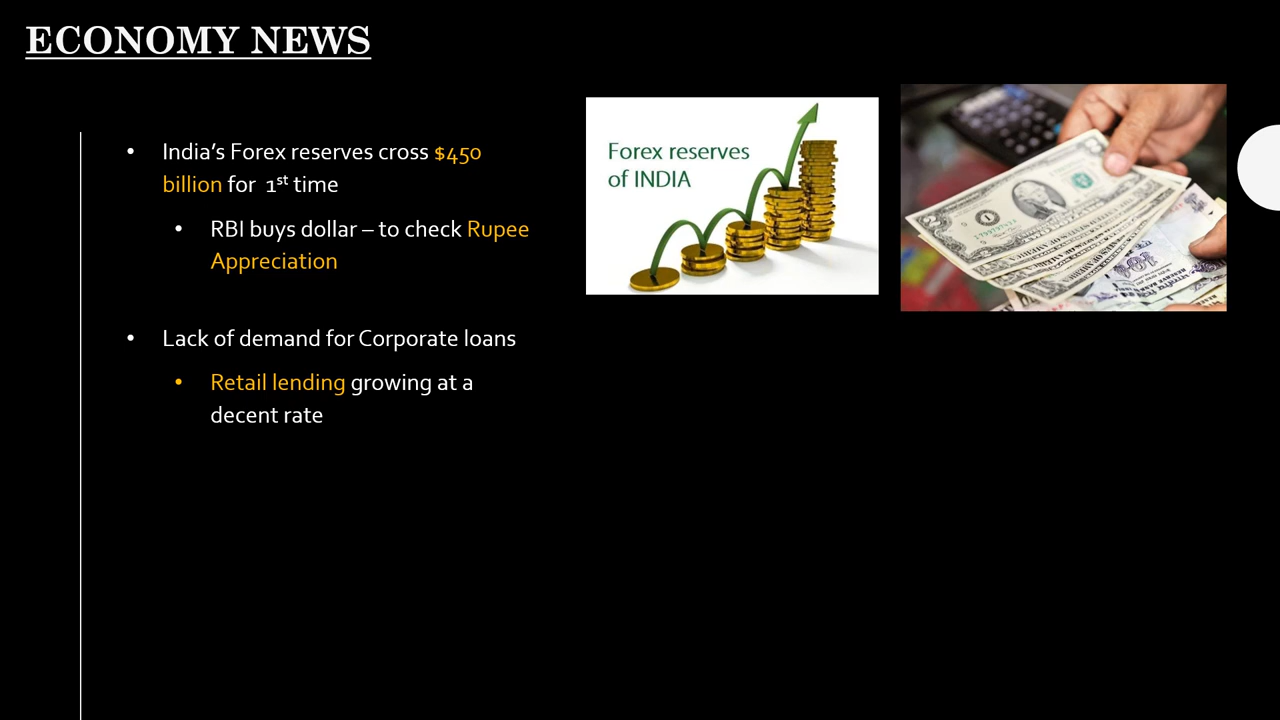 ECONOMY NEWS
• India’s Forex reserves cross $450
billion for 1st time
• RBI buys dollar – to check Rupee
Appreciation
• Lack of demand for Corporate loans
• Retail lending growing at a
decent rate
Forex reserves
of INDIA